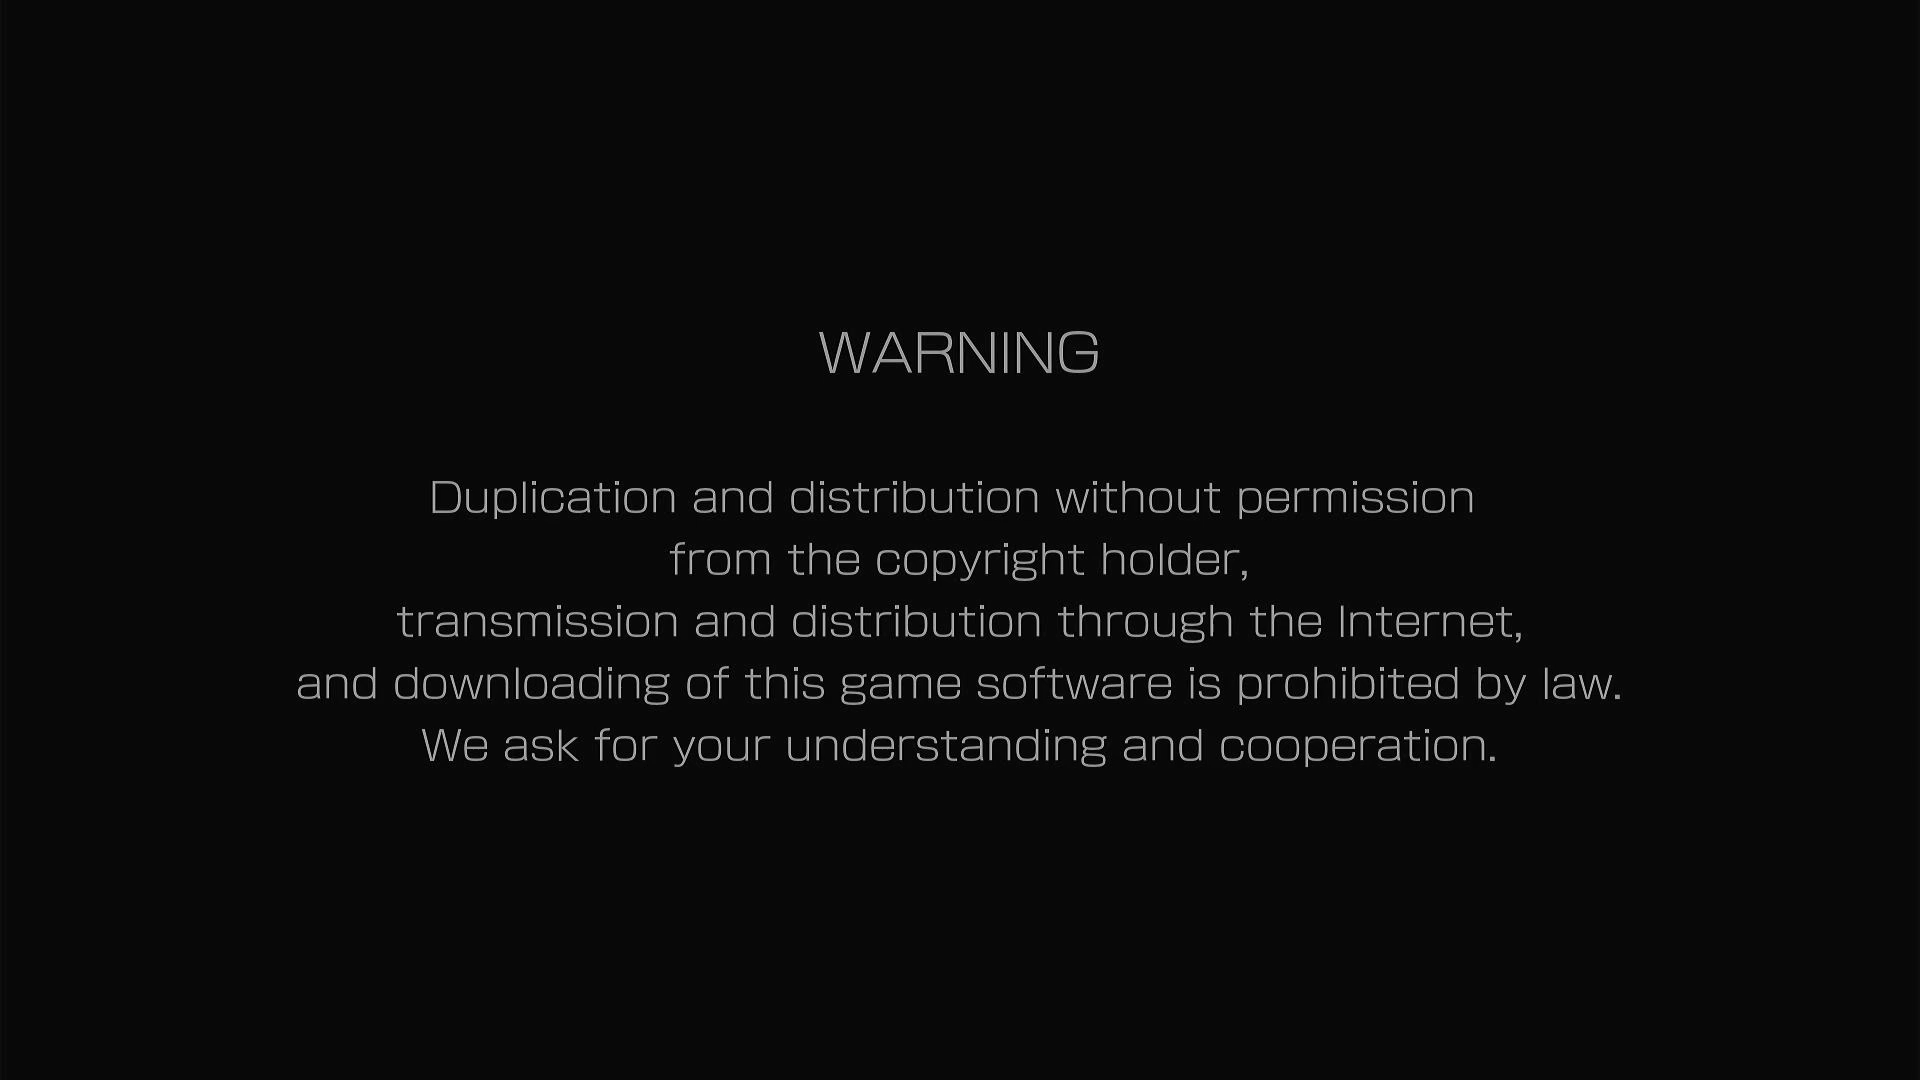 WARNING
Duplication and distribution without permission
from the copyright holder,
transmission and distribution through the Internet,
and downloading of this game software is prohibited by law.
We ask for your understanding and cooperation.